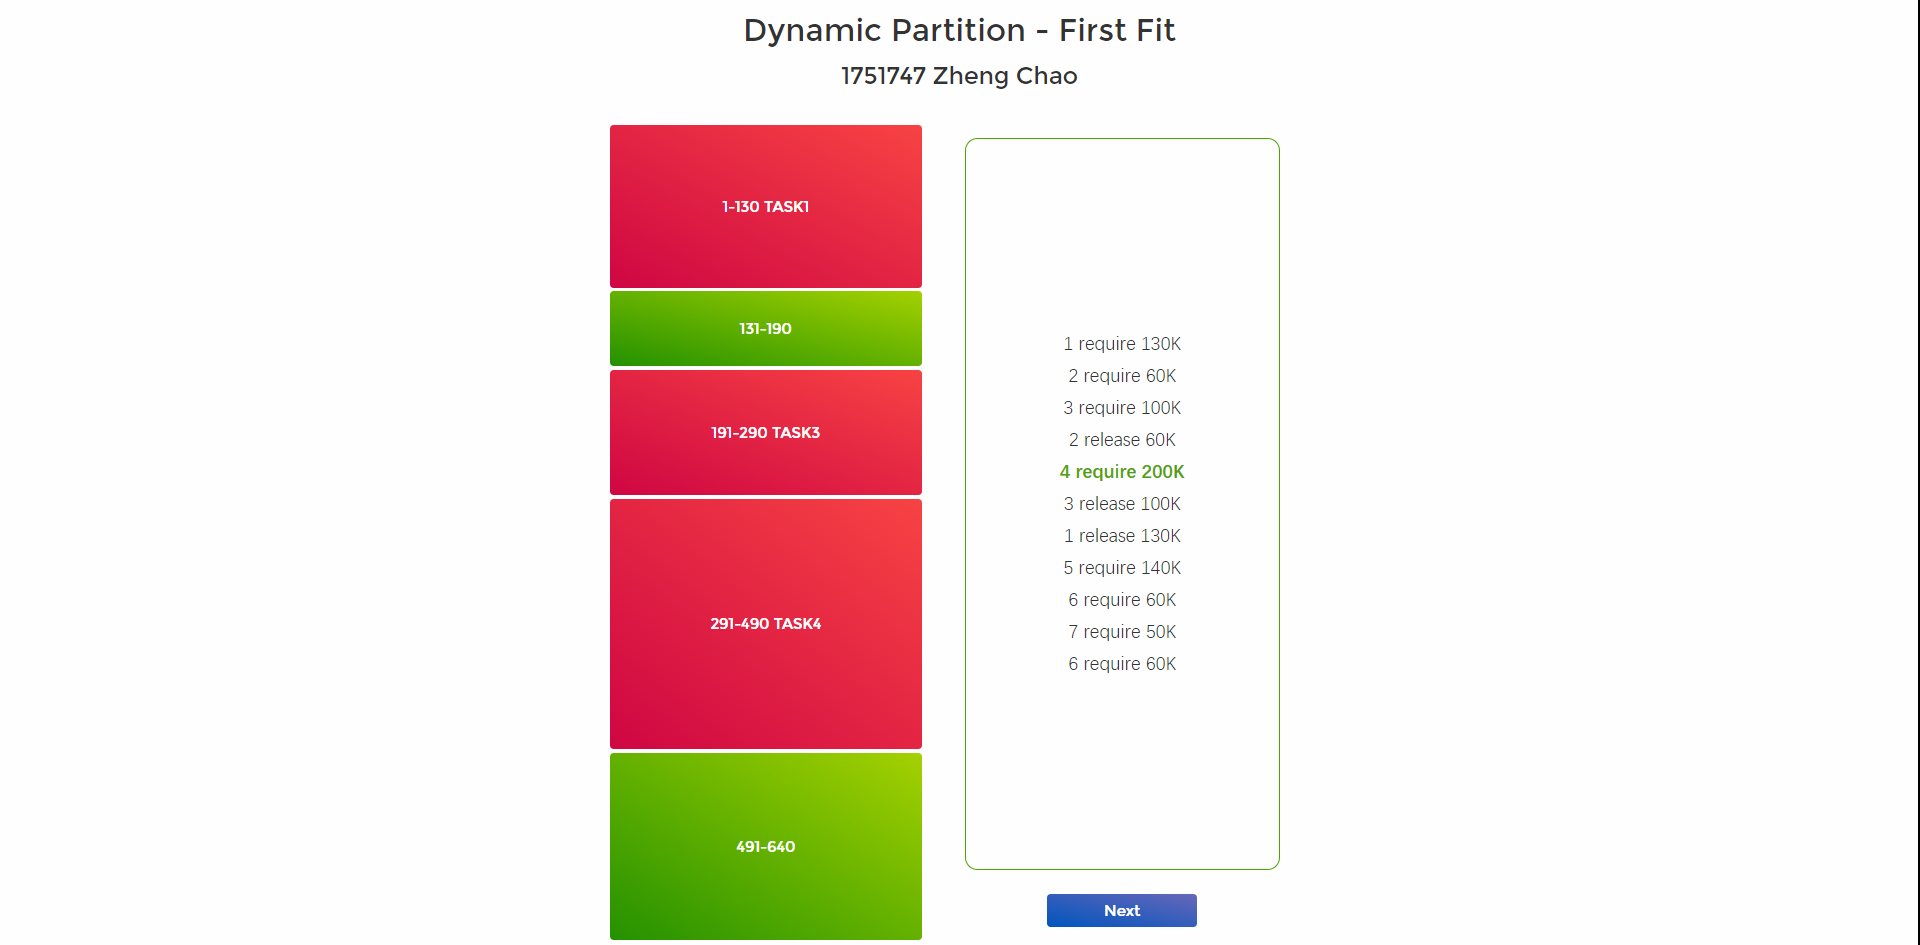 Dynamic Partition - First Fit
1751747 Zheng Chao
1-130 TASK1
131-190
191-290 TASK3
291-490 TASK4
491-640
1 require 130K
2 require 60K
3 require 100K
2 release 60K
4 require 200K
3 release 100K
1 release 130K
5 require 140K
6 require 60K
7 require 50K
6 require 60K
Next